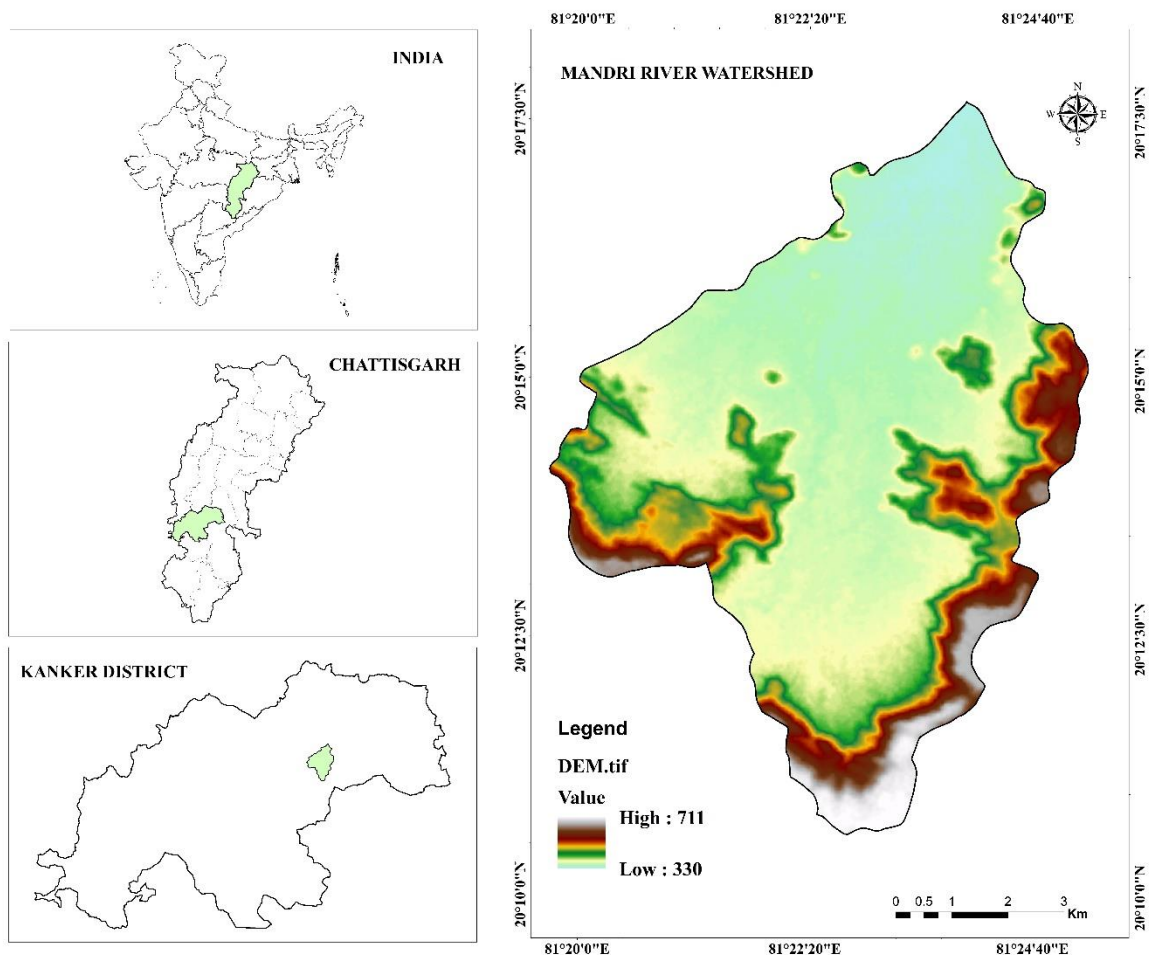 INDIA
CHATTISGARH
KANKER DISTRICT
81°20'0"E 81°22'20"E 81°24'40"E
MANDRI RIVER WATERSHED
N
W E
S
20°17'30"N 20°17'30"N
20°15'0"N 20°15'0"N
20°12'30"N 20°12'30"N
20°10'0"N 20°10'0"N
Legend
DEM.tif
Value
High : 711
Low : 330
0 0.5 1 2 3
Km
81°20'0"E 81°22'20"E 81°24'40"E